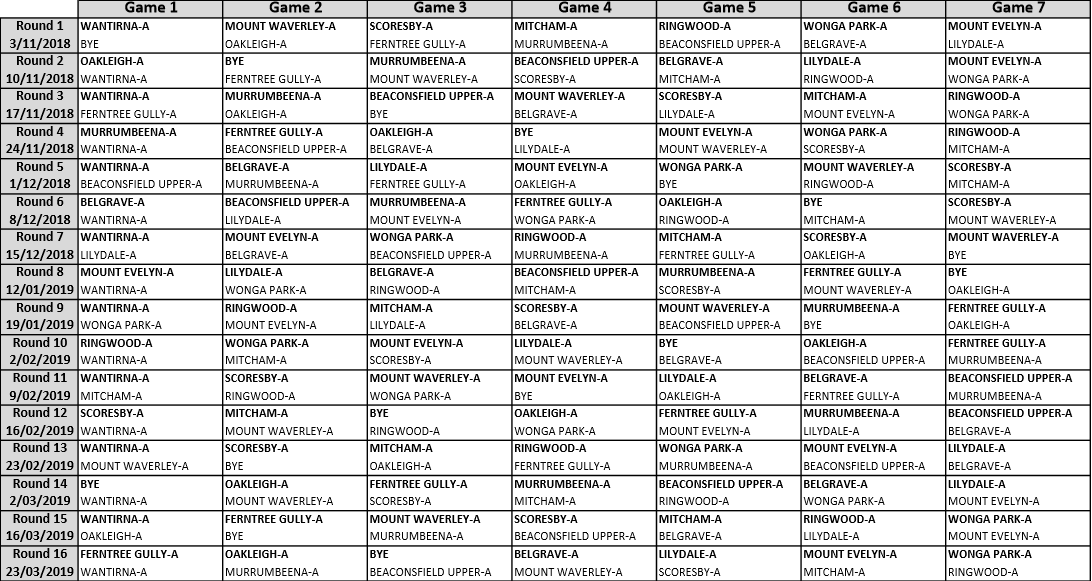 Game 1 Game 2 Game 3 Game 4 Game 5 Game 6 Game 7
Round 1 WANTIRNA-A MOUNT WAVERLEY-A SCORESBY-A MITCHAM-A RINGWOOD-A WONGA PARK-A MOUNT EVELYN-A
3/11/2018 BYE OAKLEIGH-A FERNTREE GULLY-A MURRUMBEENA-A BEACONSFIELD UPPER-A BELGRAVE-A LILYDALE-A
Round 2 OAKLEIGH-A BYE MURRUMBEENA-A BEACONSFIELD UPPER-A BELGRAVE-A LILYDALE-A MOUNT EVELYN-A
10/11/2018 WANTIRNA-A FERNTREE GULLY-A MOUNT WAVERLEY-A SCORESBY-A MITCHAM-A RINGWOOD-A WONGA PARK-A
Round 3 WANTIRNA-A MURRUMBEENA-A BEACONSFIELD UPPER-A MOUNT WAVERLEY-A SCORESBY-A MITCHAM-A RINGWOOD-A
17/11/2018 FERNTREE GULLY-A OAKLEIGH-A BYE BELGRAVE-A LILYDALE-A MOUNT EVELYN-A WONGA PARK-A
Round 4 MURRUMBEENA-A FERNTREE GULLY-A OAKLEIGH-A BYE MOUNT EVELYN-A WONGA PARK-A RINGWOOD-A
24/11/2018 WANTIRNA-A BEACONSFIELD UPPER-A BELGRAVE-A LILYDALE-A MOUNT WAVERLEY-A SCORESBY-A MITCHAM-A
Round 5 WANTIRNA-A BELGRAVE-A LILYDALE-A MOUNT EVELYN-A WONGA PARK-A MOUNT WAVERLEY-A SCORESBY-A
1/12/2018 BEACONSFIELD UPPER-A MURRUMBEENA-A FERNTREE GULLY-A OAKLEIGH-A BYE RINGWOOD-A MITCHAM-A
Round 6 BELGRAVE-A BEACONSFIELD UPPER-A MURRUMBEENA-A FERNTREE GULLY-A OAKLEIGH-A BYE SCORESBY-A
8/12/2018 WANTIRNA-A LILYDALE-A MOUNT EVELYN-A WONGA PARK-A RINGWOOD-A MITCHAM-A MOUNT WAVERLEY-A
Round 7 WANTIRNA-A MOUNT EVELYN-A WONGA PARK-A RINGWOOD-A MITCHAM-A SCORESBY-A MOUNT WAVERLEY-A
15/12/2018 LILYDALE-A BELGRAVE-A BEACONSFIELD UPPER-A MURRUMBEENA-A FERNTREE GULLY-A OAKLEIGH-A BYE
Round 8 MOUNT EVELYN-A LILYDALE-A BELGRAVE-A BEACONSFIELD UPPER-A MURRUMBEENA-A FERNTREE GULLY-A BYE
12/01/2019 WANTIRNA-A WONGA PARK-A RINGWOOD-A MITCHAM-A SCORESBY-A MOUNT WAVERLEY-A OAKLEIGH-A
Round 9 WANTIRNA-A RINGWOOD-A MITCHAM-A SCORESBY-A MOUNT WAVERLEY-A MURRUMBEENA-A FERNTREE GULLY-A
19/01/2019 WONGA PARK-A MOUNT EVELYN-A LILYDALE-A BELGRAVE-A BEACONSFIELD UPPER-A BYE OAKLEIGH-A
Round 10 RINGWOOD-A WONGA PARK-A MOUNT EVELYN-A LILYDALE-A BYE OAKLEIGH-A FERNTREE GULLY-A
2/02/2019 WANTIRNA-A MITCHAM-A SCORESBY-A MOUNT WAVERLEY-A BELGRAVE-A BEACONSFIELD UPPER-A MURRUMBEENA-A
Round 11 WANTIRNA-A SCORESBY-A MOUNT WAVERLEY-A MOUNT EVELYN-A LILYDALE-A BELGRAVE-A BEACONSFIELD UPPER-A
9/02/2019 MITCHAM-A RINGWOOD-A WONGA PARK-A BYE OAKLEIGH-A FERNTREE GULLY-A MURRUMBEENA-A
Round 12 SCORESBY-A MITCHAM-A BYE OAKLEIGH-A FERNTREE GULLY-A MURRUMBEENA-A BEACONSFIELD UPPER-A
16/02/2019 WANTIRNA-A MOUNT WAVERLEY-A RINGWOOD-A WONGA PARK-A MOUNT EVELYN-A LILYDALE-A BELGRAVE-A
Round 13 WANTIRNA-A SCORESBY-A MITCHAM-A RINGWOOD-A WONGA PARK-A MOUNT EVELYN-A LILYDALE-A
23/02/2019 MOUNT WAVERLEY-A BYE OAKLEIGH-A FERNTREE GULLY-A MURRUMBEENA-A BEACONSFIELD UPPER-A BELGRAVE-A
Round 14 BYE OAKLEIGH-A FERNTREE GULLY-A MURRUMBEENA-A BEACONSFIELD UPPER-A BELGRAVE-A LILYDALE-A
2/03/2019 WANTIRNA-A MOUNT WAVERLEY-A SCORESBY-A MITCHAM-A RINGWOOD-A WONGA PARK-A MOUNT EVELYN-A
Round 15 WANTIRNA-A FERNTREE GULLY-A MOUNT WAVERLEY-A SCORESBY-A MITCHAM-A RINGWOOD-A WONGA PARK-A
16/03/2019 OAKLEIGH-A BYE MURRUMBEENA-A BEACONSFIELD UPPER-A BELGRAVE-A LILYDALE-A MOUNT EVELYN-A
Round 16 FERNTREE GULLY-A OAKLEIGH-A BYE BELGRAVE-A LILYDALE-A MOUNT EVELYN-A WONGA PARK-A
23/03/2019 WANTIRNA-A MURRUMBEENA-A BEACONSFIELD UPPER-A MOUNT WAVERLEY-A SCORESBY-A MITCHAM-A RINGWOOD-A